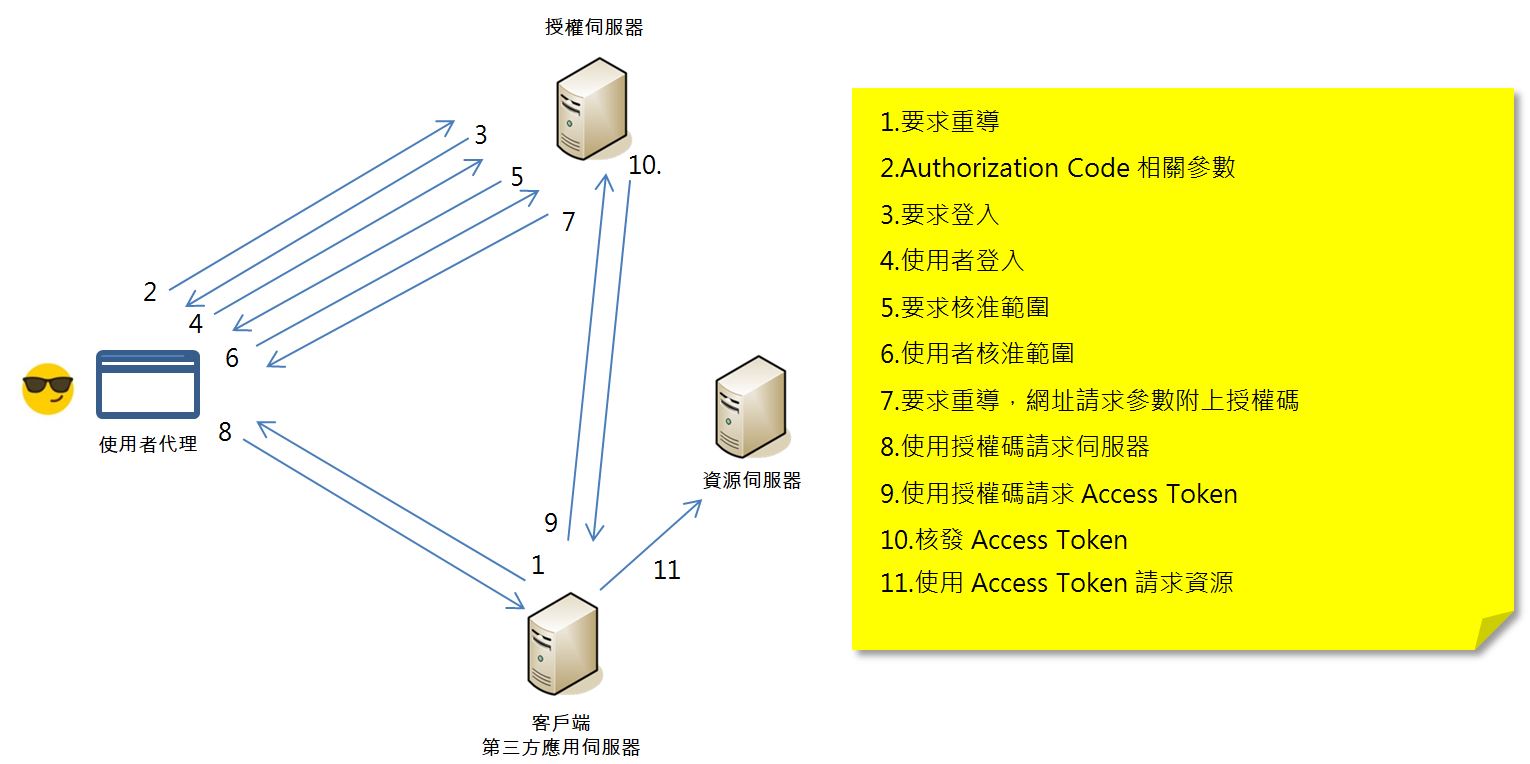 授權伺服器
3
5
10.
7
2
4
6
使用者代理
8
資源伺服器
9
1
11
客戶端
第三方應用伺服器
1.要求重導
2.Authorization Code 相關參數
3.要求登入
4.使用者登入
5.要求核准範圍
6.使用者核准範圍
7.要求重導，網址請求參數附上授權碼
8.使用授權碼請求伺服器
9.使用授權碼請求 Access Token
10.核發 Access Token
11.使用 Access Token 請求資源